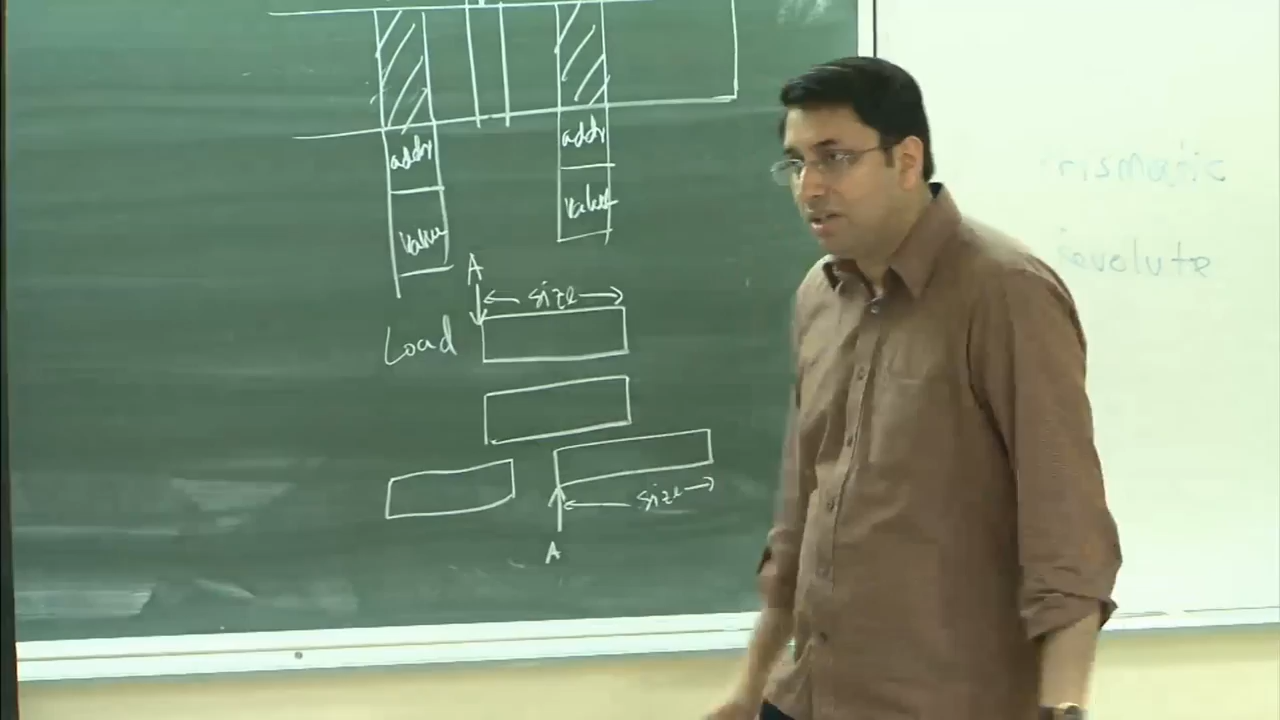 addr addr
value value
A
size
Load
size
A
rismatic
revolute